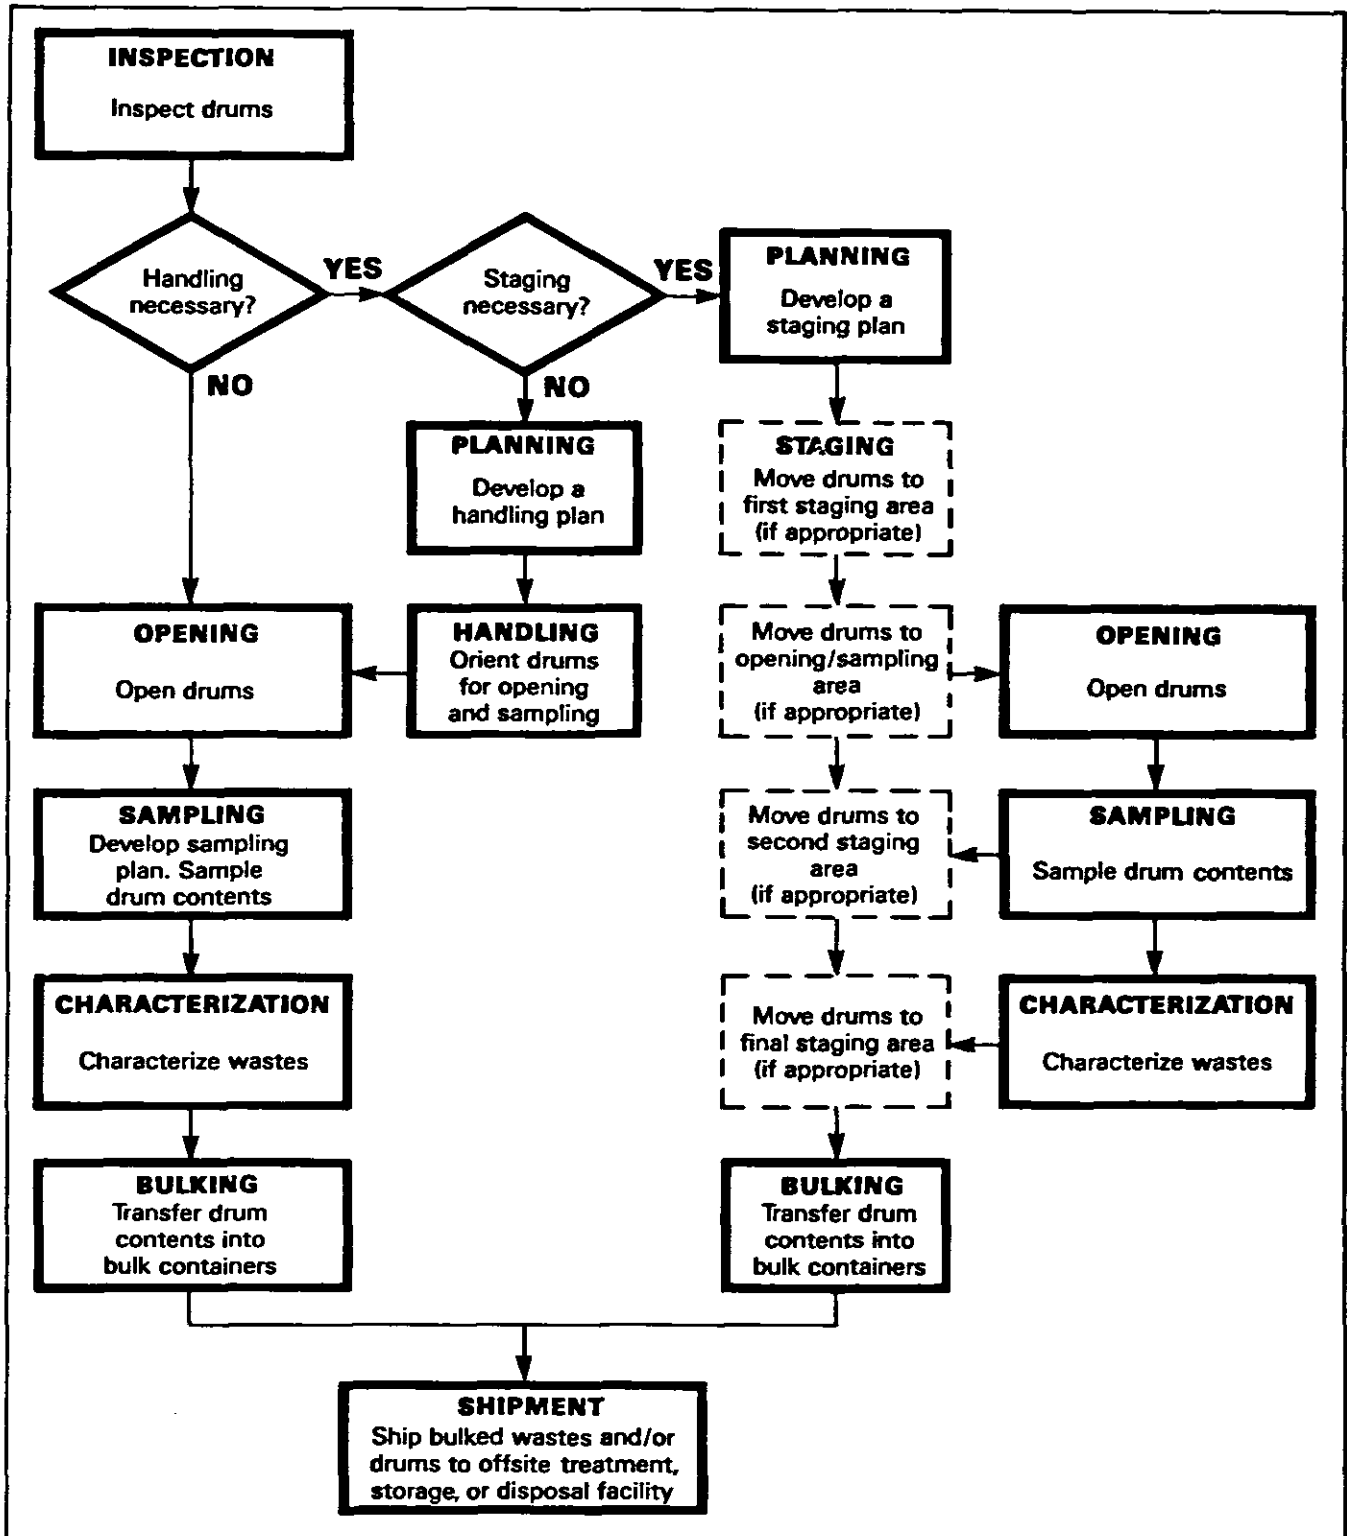 INSPECTION
Inspect drums
Handling
necessary?
YES
NO
Staging
necessary?
YES
NO
PLANNING
Develop a
staging plan
PLANNING
Develop a
handling plan
STAGING
Move drums to
first staging area
(if appropriate)
OPENING
Open drums
HANDLING
Orient drums
for opening
and sampling
Move drums to
opening/sampling
area
(if appropriate)
OPENING
Open drums
SAMPLING
Develop sampling
plan. Sample
drum contents
Move drums to
second staging
area
(if appropriate)
SAMPLING
Sample drum contents
CHARACTERIZATION
Characterize wastes
Move drums to
final staging area
(if appropriate)
CHARACTERIZATION
Characterize wastes
BULKING
Transfer drum
contents into
bulk containers
BULKING
Transfer drum
contents into
bulk containers
SHIPMENT
Ship bulked wastes and/or
drums to offsite treatment,
storage, or disposal facility